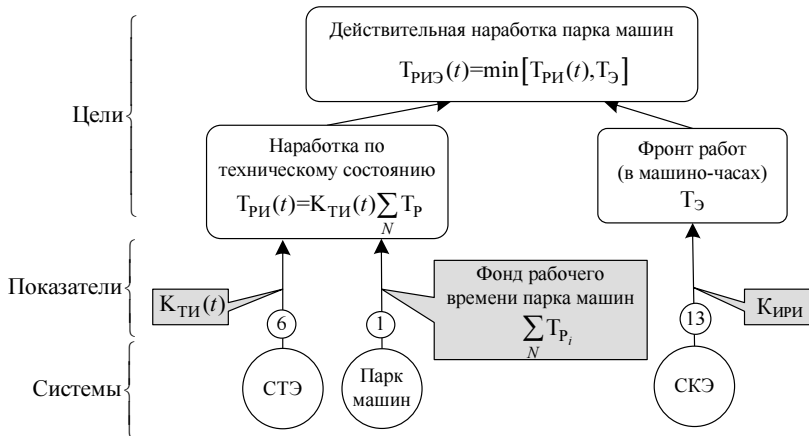 Действительная наработка парка машин
T_РИЭ(t)=min[T_РИ(t),T_Э]
Цели
Наработка по
техническому состоянию
T_РИ(t)=K_ТИ(t)∑_N T_Р
Фронт работ
(в машино-часах)
T_Э
Показатели
K_ТИ(t)
Фонд рабочего
времени парка машин
∑_N T_Р_i
K_ИРИ
6
1
13
Системы
СТЭ
Парк
машин
СКЭ